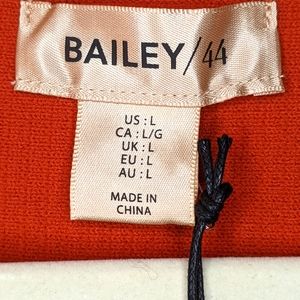 BAILEY/44
US : L
CA : L/G
UK : L
EU : L
AU : L
MADE IN
CHINA